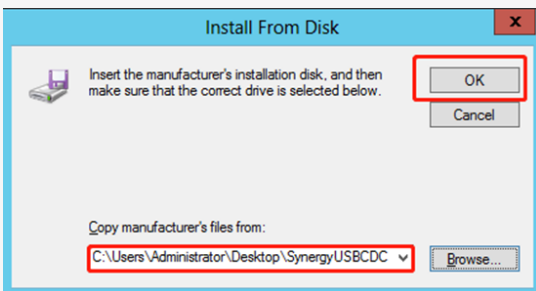 Install From Disk
x
Insert the manufacturer's installation disk, and then
make sure that the correct drive is selected below.
OK
Cancel
Copy manufacturer's files from:
C:\Users\Administrator\Desktop\SynergyUSBCDC
Browse...